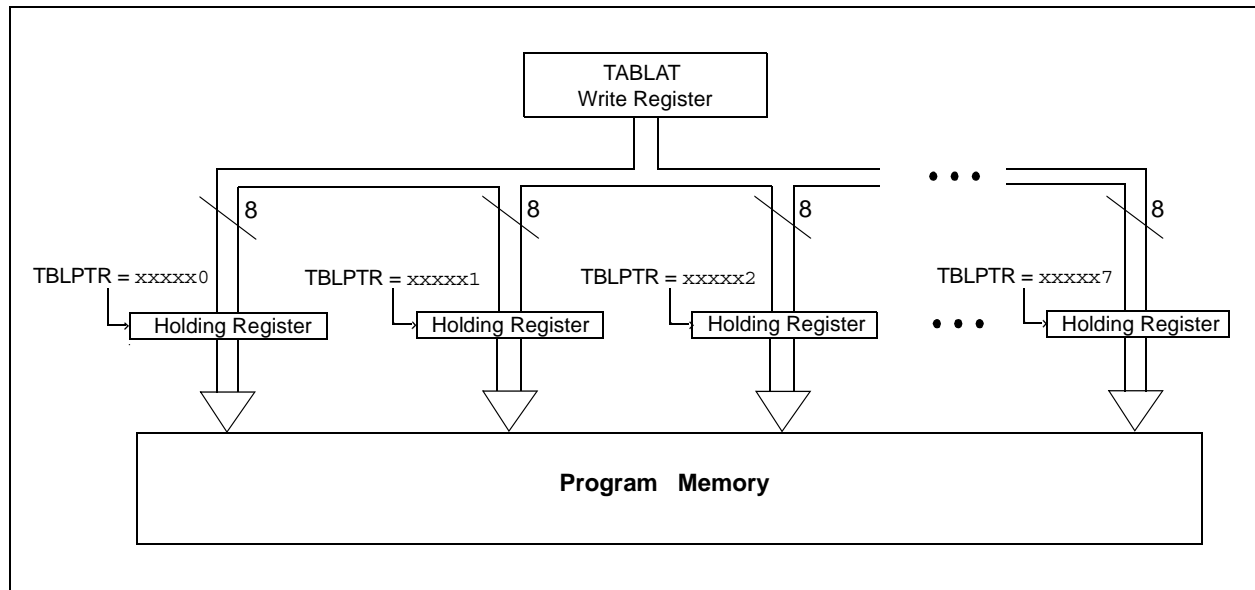 TABLAT
Write Register
8
8
8
8
TBLPTR = xxxxx0
TBLPTR = xxxxx1
TBLPTR = xxxxx2
TBLPTR = xxxxx7
Holding Register
Holding Register
Holding Register
Holding Register
Program Memory